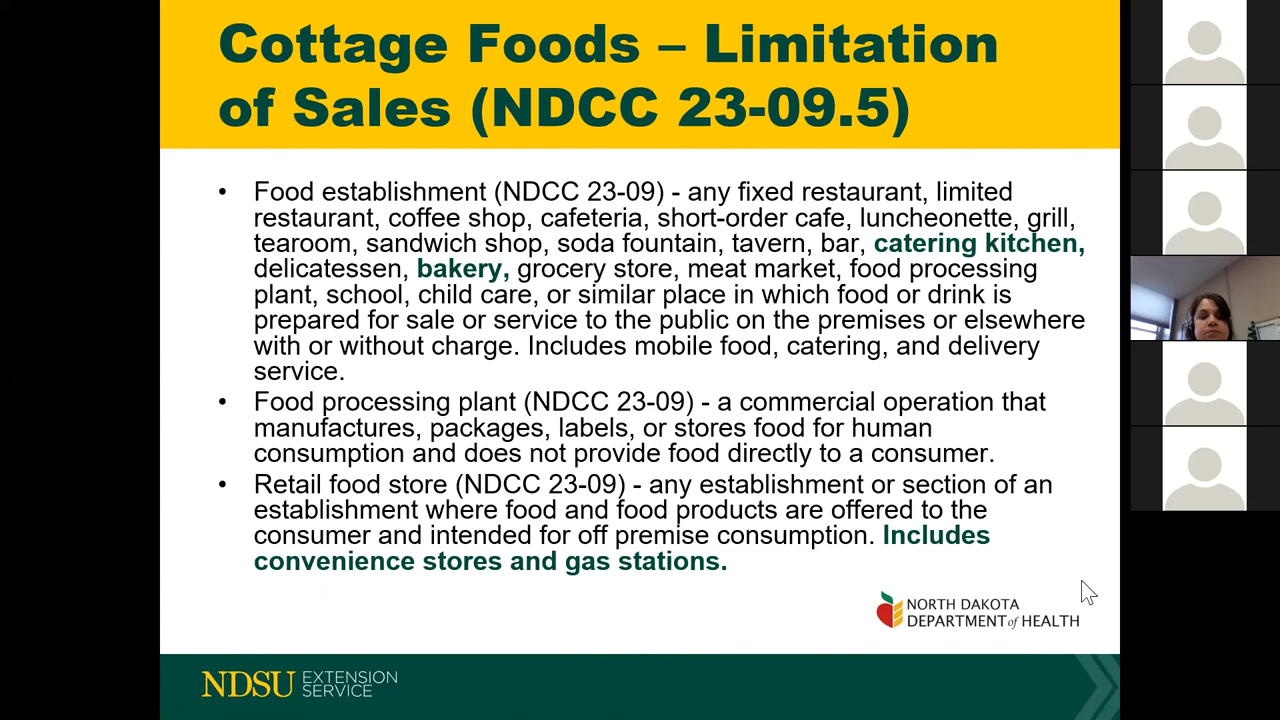 Cottage Foods – Limitation
of Sales (NDCC 23-09.5)
• Food establishment (NDCC 23-09) - any fixed restaurant, limited
restaurant, coffee shop, cafeteria, short-order cafe, luncheonette, grill,
tearoom, sandwich shop, soda fountain, tavern, bar, catering kitchen,
delicatessen, bakery, grocery store, meat market, food processing
plant, school, child care, or similar place in which food or drink is
prepared for sale or service to the public on the premises or elsewhere
with or without charge. Includes mobile food, catering, and delivery
service.
• Food processing plant (NDCC 23-09) - a commercial operation that
manufactures, packages, labels, or stores food for human
consumption and does not provide food directly to a consumer.
• Retail food store (NDCC 23-09) - any establishment or section of an
establishment where food and food products are offered to the
consumer and intended for off premise consumption. Includes
convenience stores and gas stations.
NORTH DAKOTA
DEPARTMENT of HEALTH
NDSU EXTENSION
SERVICE